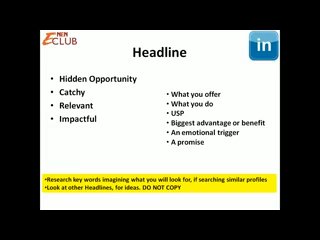 NEN
E CLUB
in
Headline
• Hidden Opportunity
• Catchy
• Relevant
• Impactful
• What you offer
• What you do
• USP
• Biggest advantage or benefit
• An emotional trigger
• A promise
•Research key words imagining what you will look for, if searching similar profiles
•Look at other Headlines, for ideas. DO NOT COPY